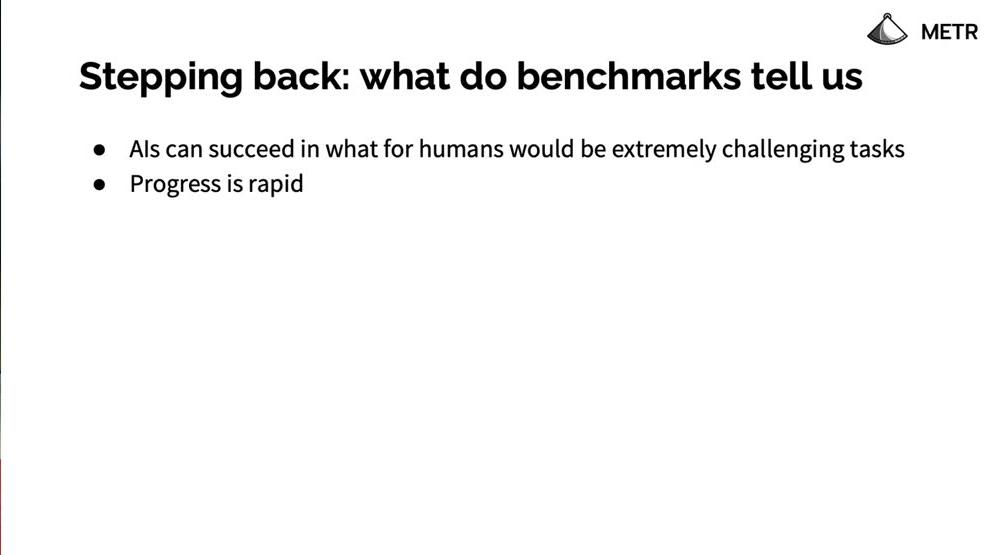 METR
Stepping back: what do benchmarks tell us
● AIs can succeed in what for humans would be extremely challenging tasks
● Progress is rapid